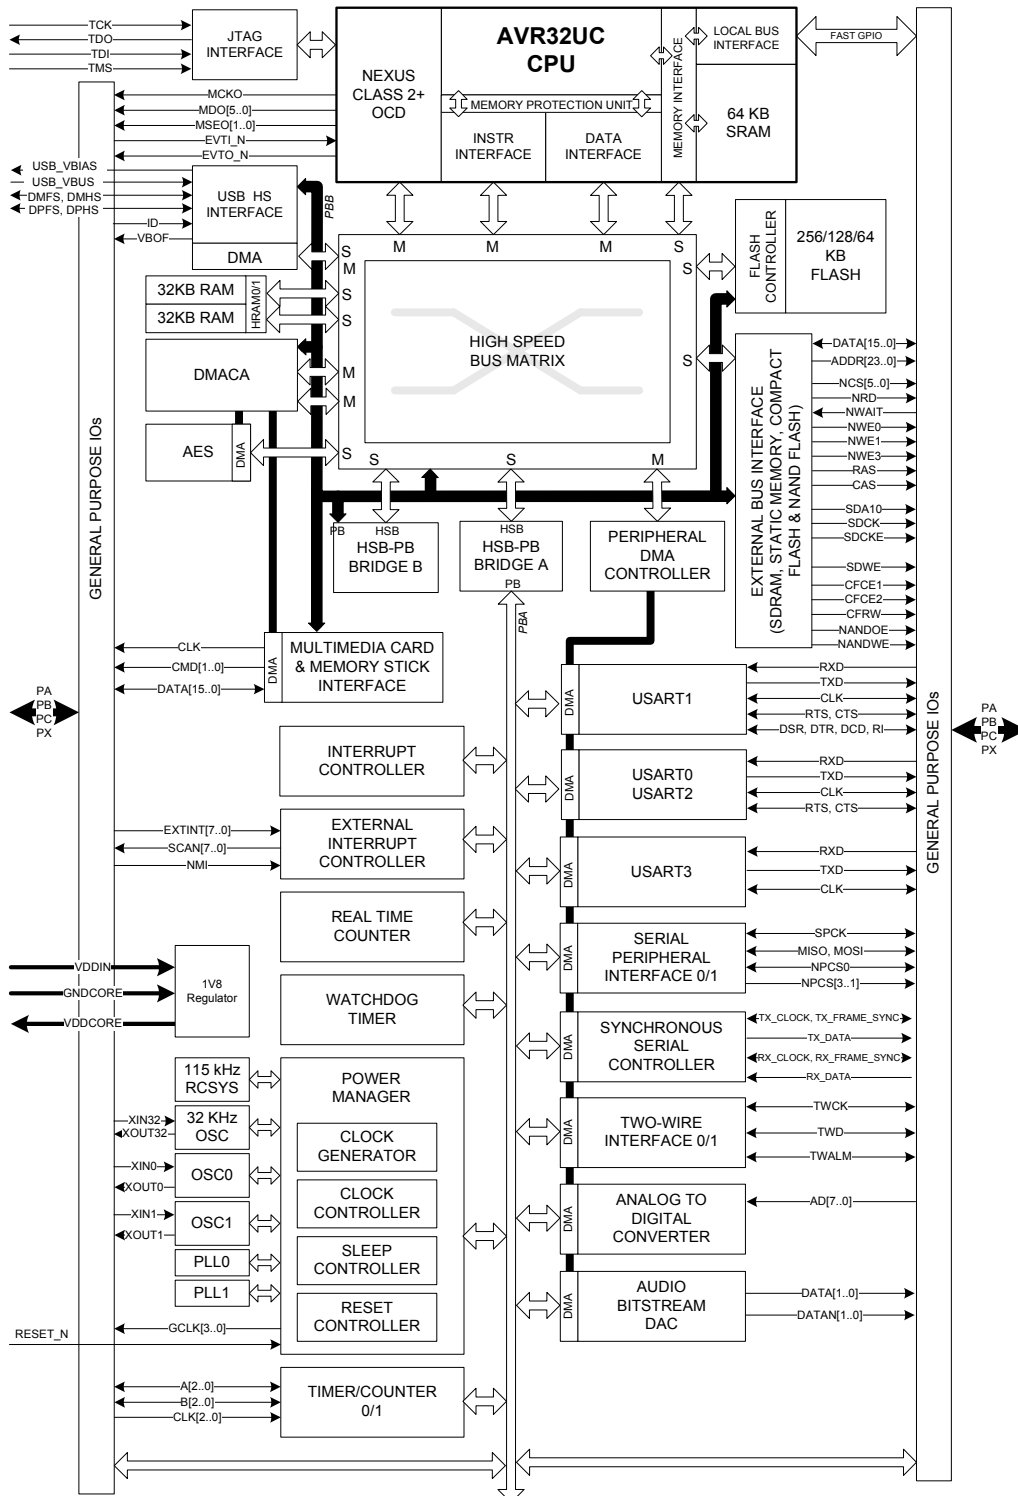 TCK
TDO
TDI
TMS
JTAG
INTERFACE
AVR32UC
CPU
NEXUS
CLASS 2+
OCD
MEMORY PROTECTION UNIT
INSTR
INTERFACE
DATA
INTERFACE
MEMORY INTERFACE
LOCAL BUS
INTERFACE
64 KB
SRAM
FAST GPIO
MCKO
MDO[5..0]
MSEO[1..0]
EVTI_N
EVTO_N
USB_VBIAS
USB_VBUS
DMFS, DMHS
DPFS, DPHS
ID
VBOF
USB HS
INTERFACE
DMA
PBB
M
M
M
S
S
M
S
S
M
M
S
S
S
S
S
M
HIGH SPEED
BUS MATRIX
FLASH
CONTROLLER
256/128/64
KB
FLASH
32KB RAM
32KB RAM
HRAM0/1
DMACA
AES
DMA
EXTERNAL BUS INTERFACE
(SDRAM, STATIC MEMORY, COMPACT
FLASH & NAND FLASH)
DATA[15..0]
ADDR[23..0]
NCS[5..0]
NRD
NWAIT
NWE0
NWE1
NWE3
RAS
CAS
SDA10
SDCK
SDCKE
SDWE
CFCE1
CFCE2
CFRW
NANDOE
NANDWE
GENERAL PURPOSE IOs
PB
HSB
HSB-PB
BRIDGE B
HSB
HSB-PB
BRIDGE A
PB
PERIPHERAL
DMA
CONTROLLER
PBA
CLK
CMD[1..0]
DATA[15..0]
DMA
MULTIMEDIA CARD
& MEMORY STICK
INTERFACE
PA
PB
PC
PX
INTERRUPT
CONTROLLER
EXTINT[7..0]
SCAN[7..0]
NMI
EXTERNAL
INTERRUPT
CONTROLLER
REAL TIME
COUNTER
VDDIN
GNDCORE
VDDCORE
1V8
Regulator
WATCHDOG
TIMER
115 kHz
RCSYS
XIN32
XOUT32
32 KHz
OSC
XIN0
XOUT0
OSC0
XIN1
XOUT1
OSC1
PLL0
PLL1
GCLK[3..0]
RESET_N
POWER
MANAGER
CLOCK
GENERATOR
CLOCK
CONTROLLER
SLEEP
CONTROLLER
RESET
CONTROLLER
A[2..0]
B[2..0]
CLK[2..0]
TIMER/COUNTER
0/1
DMA
USART1
RXD
TXD
CLK
RTS, CTS
DSR, DTR, DCD, RI
DMA
USART0
USART2
RXD
TXD
CLK
RTS, CTS
DMA
USART3
RXD
TXD
CLK
DMA
SERIAL
PERIPHERAL
INTERFACE 0/1
SPCK
MISO, MOSI
NPCS0
NPCS[3..1]
DMA
SYNCHRONOUS
SERIAL
CONTROLLER
TX_CLOCK, TX_FRAME_SYNC
TX_DATA
RX_CLOCK, RX_FRAME_SYNC
RX_DATA
DMA
TWO-WIRE
INTERFACE 0/1
TWCK
TWD
TWALM
DMA
ANALOG TO
DIGITAL
CONVERTER
AD[7..0]
DMA
AUDIO
BITSTREAM
DAC
DATA[1..0]
DATAN[1..0]
GENERAL PURPOSE IOs
PA
PB
PC
PX